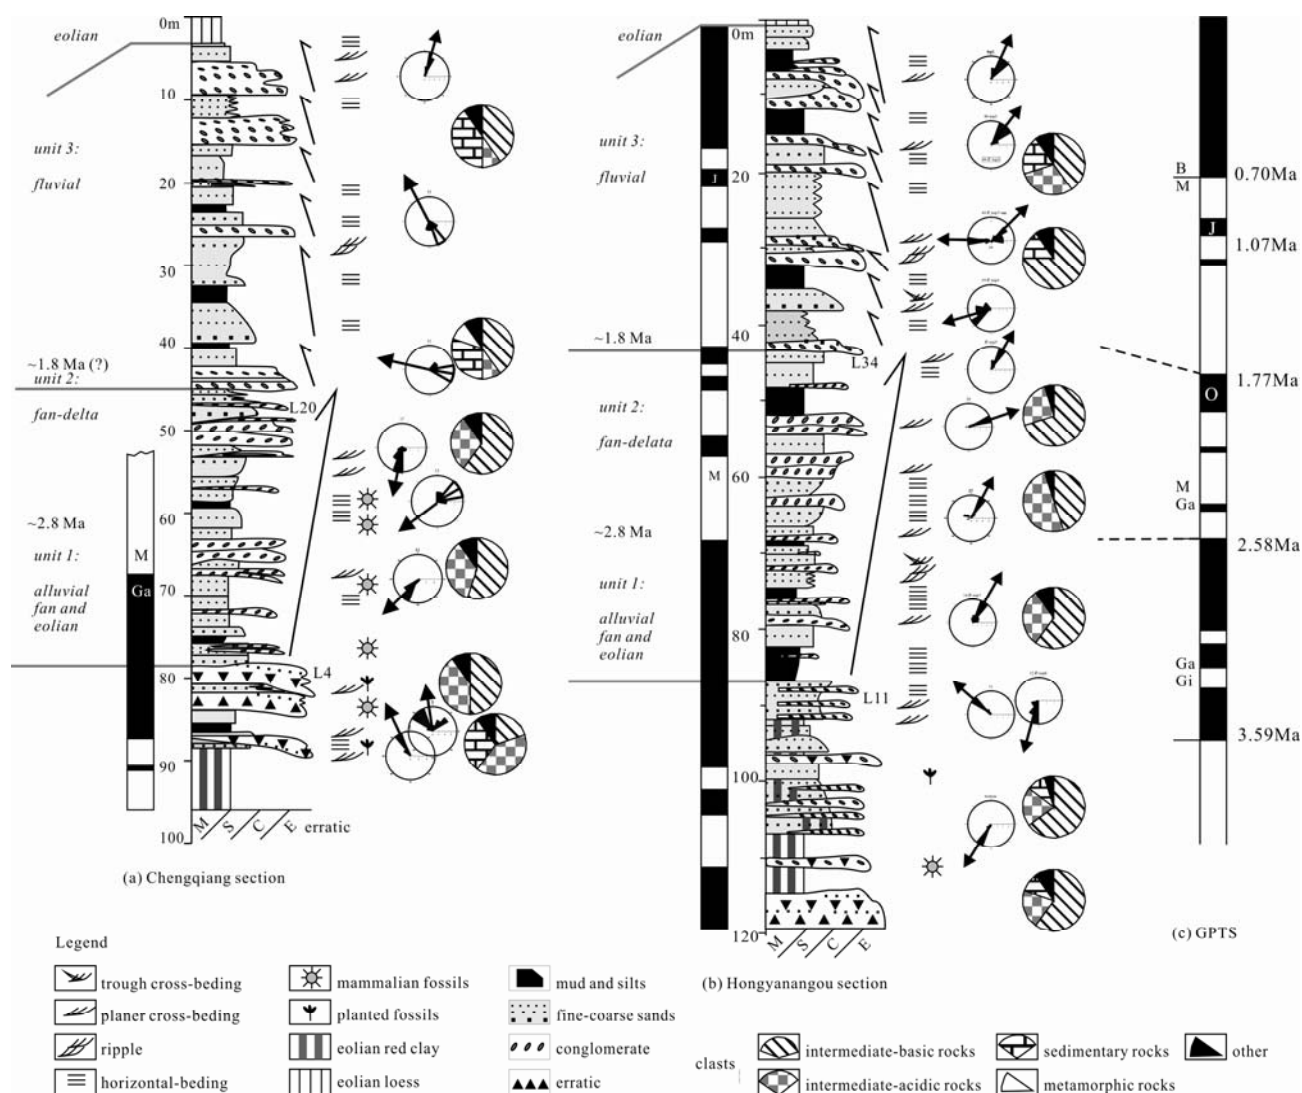 0m
eolian
10
unit 3:
fluvial
20
30
40
~1.8 Ma (?)
unit 2:
L20
fan-delta
50
~2.8 Ma
60
unit 1:
M
alluvial
Ga
70
fan and
eolian
L4
80
90
100
M S C E erratic
(a) Chengqiang section
eolian
0m
unit 3:
fluvial
J
20
~1.8 Ma
40
L34
unit 2:
fan-delata
M
60
~2.8 Ma
unit 1:
alluvial
fan and
eolian
80
L11
100
120
M S C E
(b) Hongyanangou section
B
M
0.70Ma
J
1.07Ma
O
1.77Ma
M
Ga
2.58Ma
Ga
Gi
3.59Ma
(c) GPTS
Legend
trough cross-beding
mammalian fossils
mud and silts
planer cross-beding
planted fossils
fine-coarse sands
ripple
eolian red clay
conglomerate
horizontal-beding
eolian loess
erratic
clasts
intermediate-basic rocks
sedimentary rocks
other
intermediate-acidic rocks
metamorphic rocks